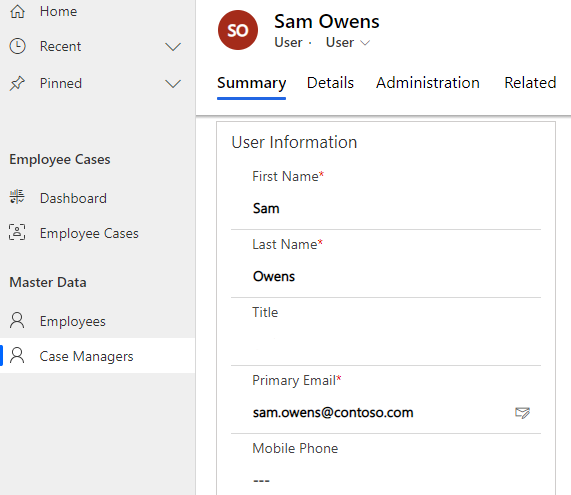 Home
Recent
Pinned
Employee Cases
Dashboard
Employee Cases
Master Data
Employees
Case Managers
SO
Sam Owens
User · User
Summary Details Administration Related
User Information
First Name*
Sam
Last Name*
Owens
Title
Primary Email*
sam.owens@contoso.com
Mobile Phone
---